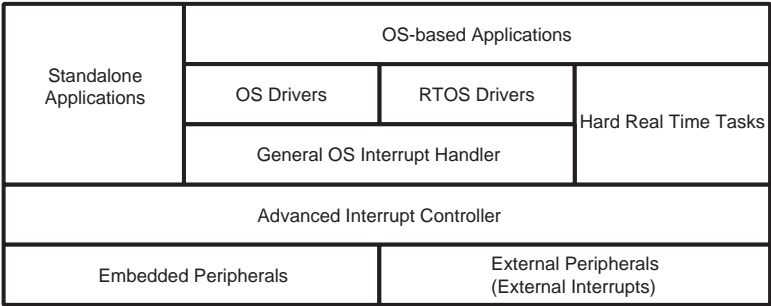 OS-based Applications
Standalone
Applications
OS Drivers
RTOS Drivers
Hard Real Time Tasks
General OS Interrupt Handler
Advanced Interrupt Controller
Embedded Peripherals
External Peripherals
(External Interrupts)